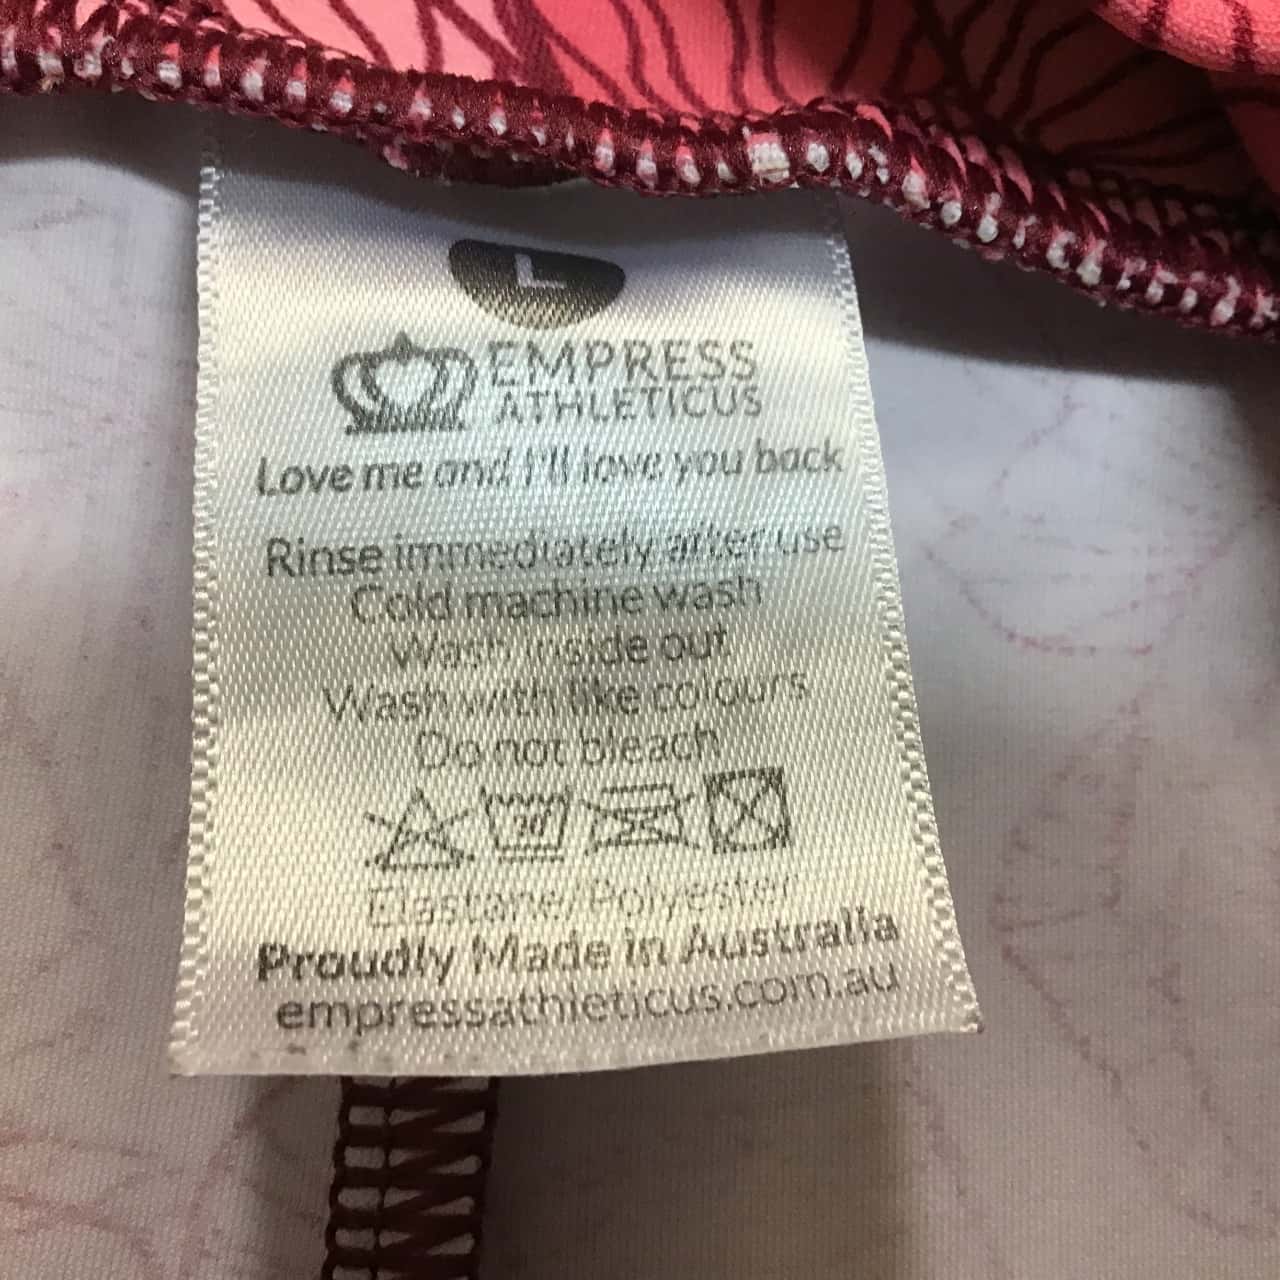 L
EMPRESS
ATHLETICUS
Love me and I'll love you back
Rinse immediately after use
Cold machine wash
Wash inside out
Wash with like colours
Do not bleach
30
Elastane/Polyester
Proudly Made in Australia
empressathleticus.com.au